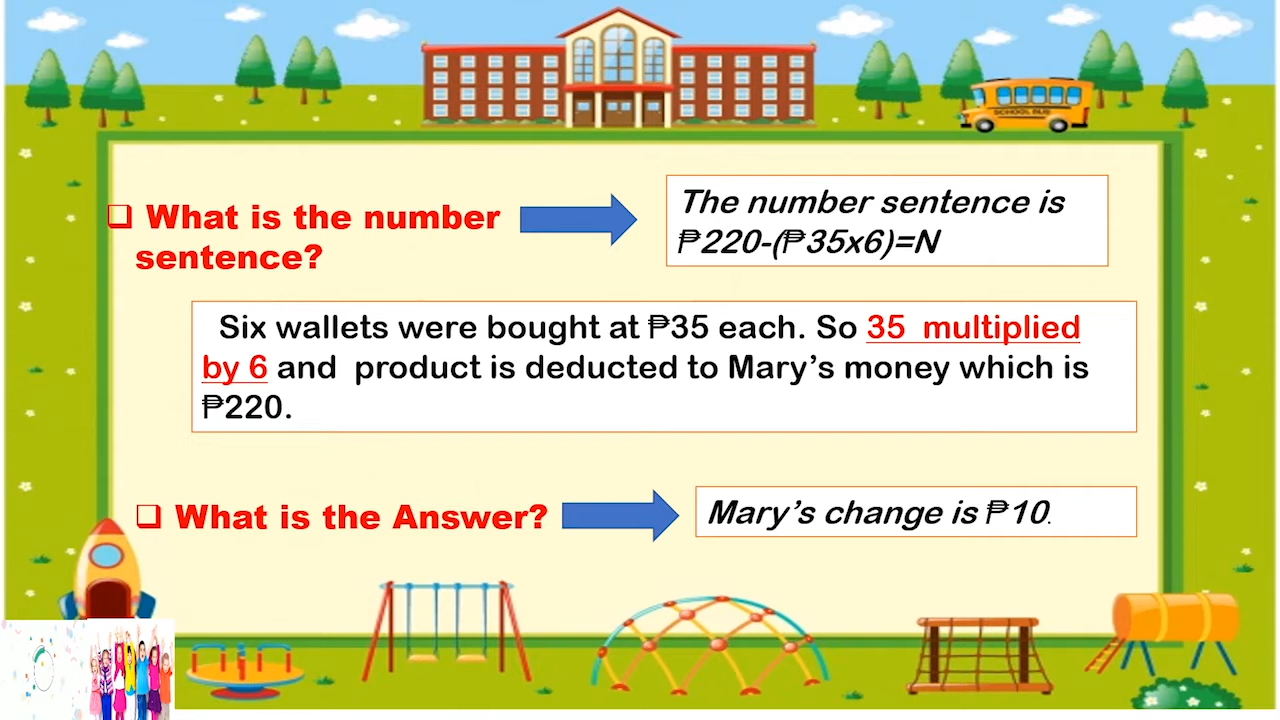 SCHOOL BUS
❑ What is the number
sentence?
The number sentence is
₱220-(₱35x6)=N
Six wallets were bought at ₱35 each. So 35 multiplied
by 6 and product is deducted to Mary's money which is
₱220.
❑ What is the Answer?
Mary's change is ₱10.